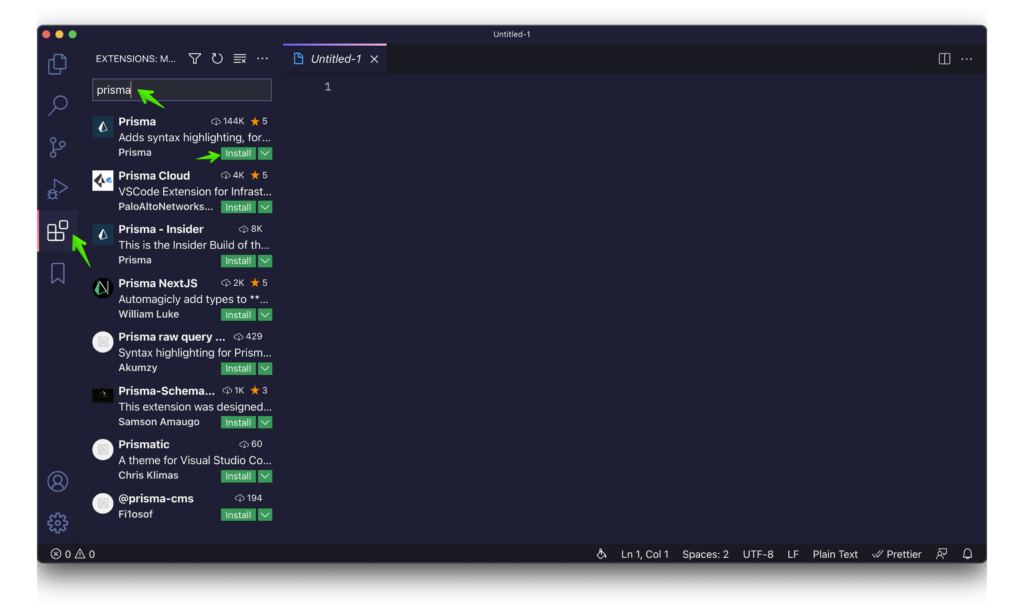 Untitled-1
EXTENSIONS: M...
Untitled-1
prisma
1
Prisma 144K 5
Adds syntax highlighting, for...
Prisma Install
Prisma Cloud 4K 5
VSCode Extension for Infrast...
PaloAltoNetworks... Install
Prisma - Insider 8K
This is the Insider Build of th...
Prisma Install
Prisma NextJS 2K 5
Automagicly add types to **...
William Luke Install
Prisma raw query ... 429
Syntax highlighting for Prism...
Akumzy Install
Prisma-Schema... 1K 3
This extension was designed...
Samson Amaugo Install
Prismatic 60
A theme for Visual Studio Co...
Chris Klimas Install
@prisma-cms 194
Fi1osof Install
0 0 Ln 1, Col 1 Spaces: 2 UTF-8 LF Plain Text Prettier